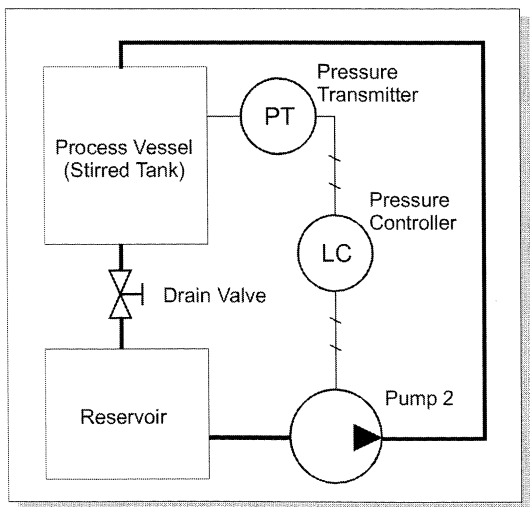 Pressure
Transmitter
PT
Process Vessel
(Stirred Tank)
Pressure
Controller
LC
Drain Valve
Pump 2
Reservoir